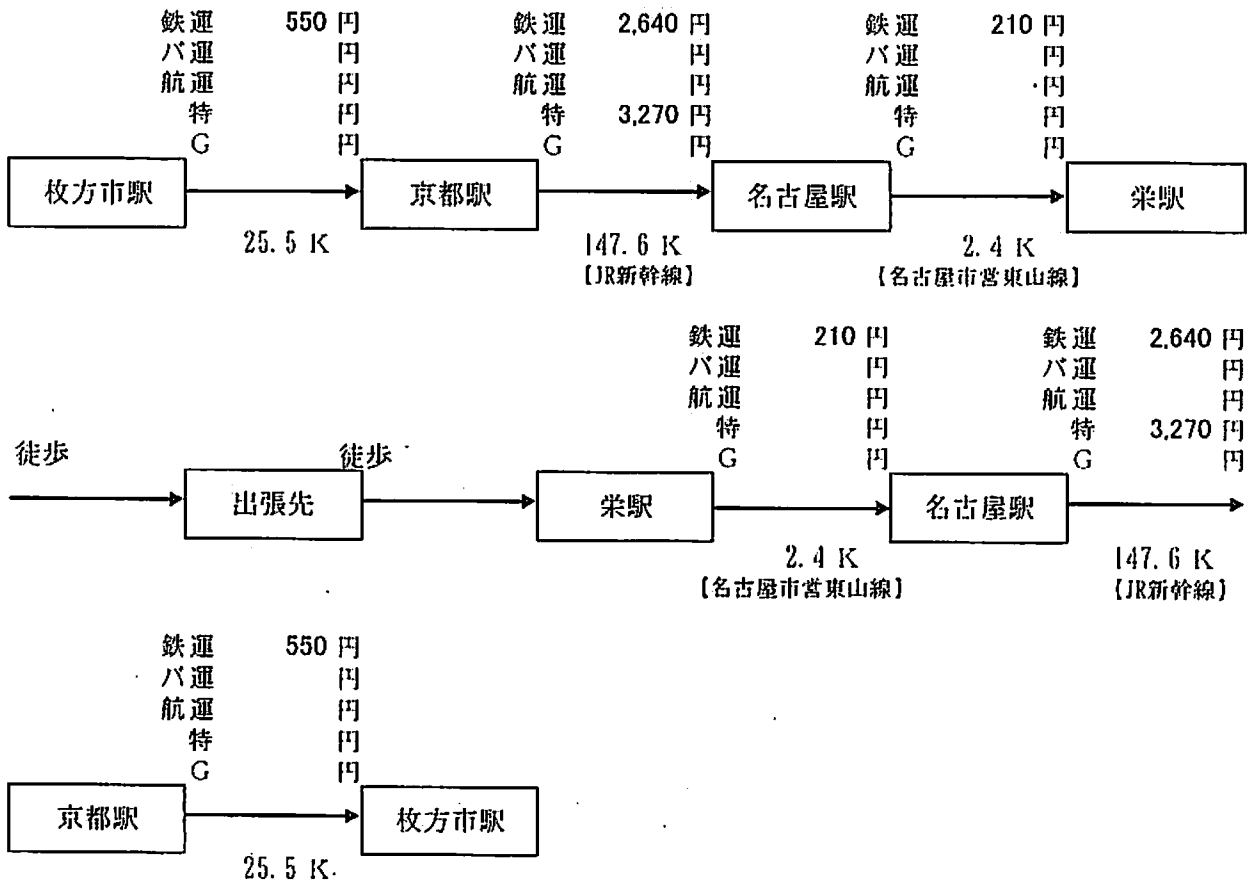 鉄運 550 円 鉄運 2,640 円 鉄運 210 円
バ運 円 バ運 円 バ運 円
航運 円 航運 円 航運 円
特 円 特 3,270 円 特 円
G 円 G 円 G 円
枚方市駅 京都駅 名古屋駅 栄駅
25.5 K 147.6 K 2.4 K
【JR新幹線】 【名古屋市営東山線】
鉄運 210 円 鉄運 2,640 円
バ運 円 バ運 円
航運 円 航運 円
特 円 特 3,270 円
G 円 G 円
徒歩 徒歩
出張先 栄駅 名古屋駅
2.4 K 147.6 K
【名古屋市営東山線】 【JR新幹線】
鉄運 550 円
バ運 円
航運 円
特 円
G 円
京都駅 枚方市駅
25.5 K